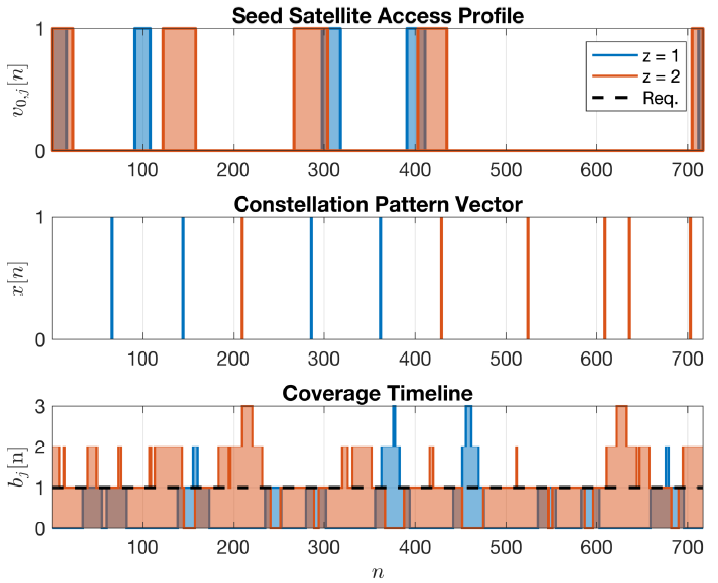 Seed Satellite Access Profile
1
z = 1
z = 2
Req.
v₀,ⱼ[n]
0
100 200 300 400 500 600 700
Constellation Pattern Vector
1
x[n]
0
100 200 300 400 500 600 700
Coverage Timeline
3
2
bⱼ[n]
1
0
100 200 300 400 500 600 700
n